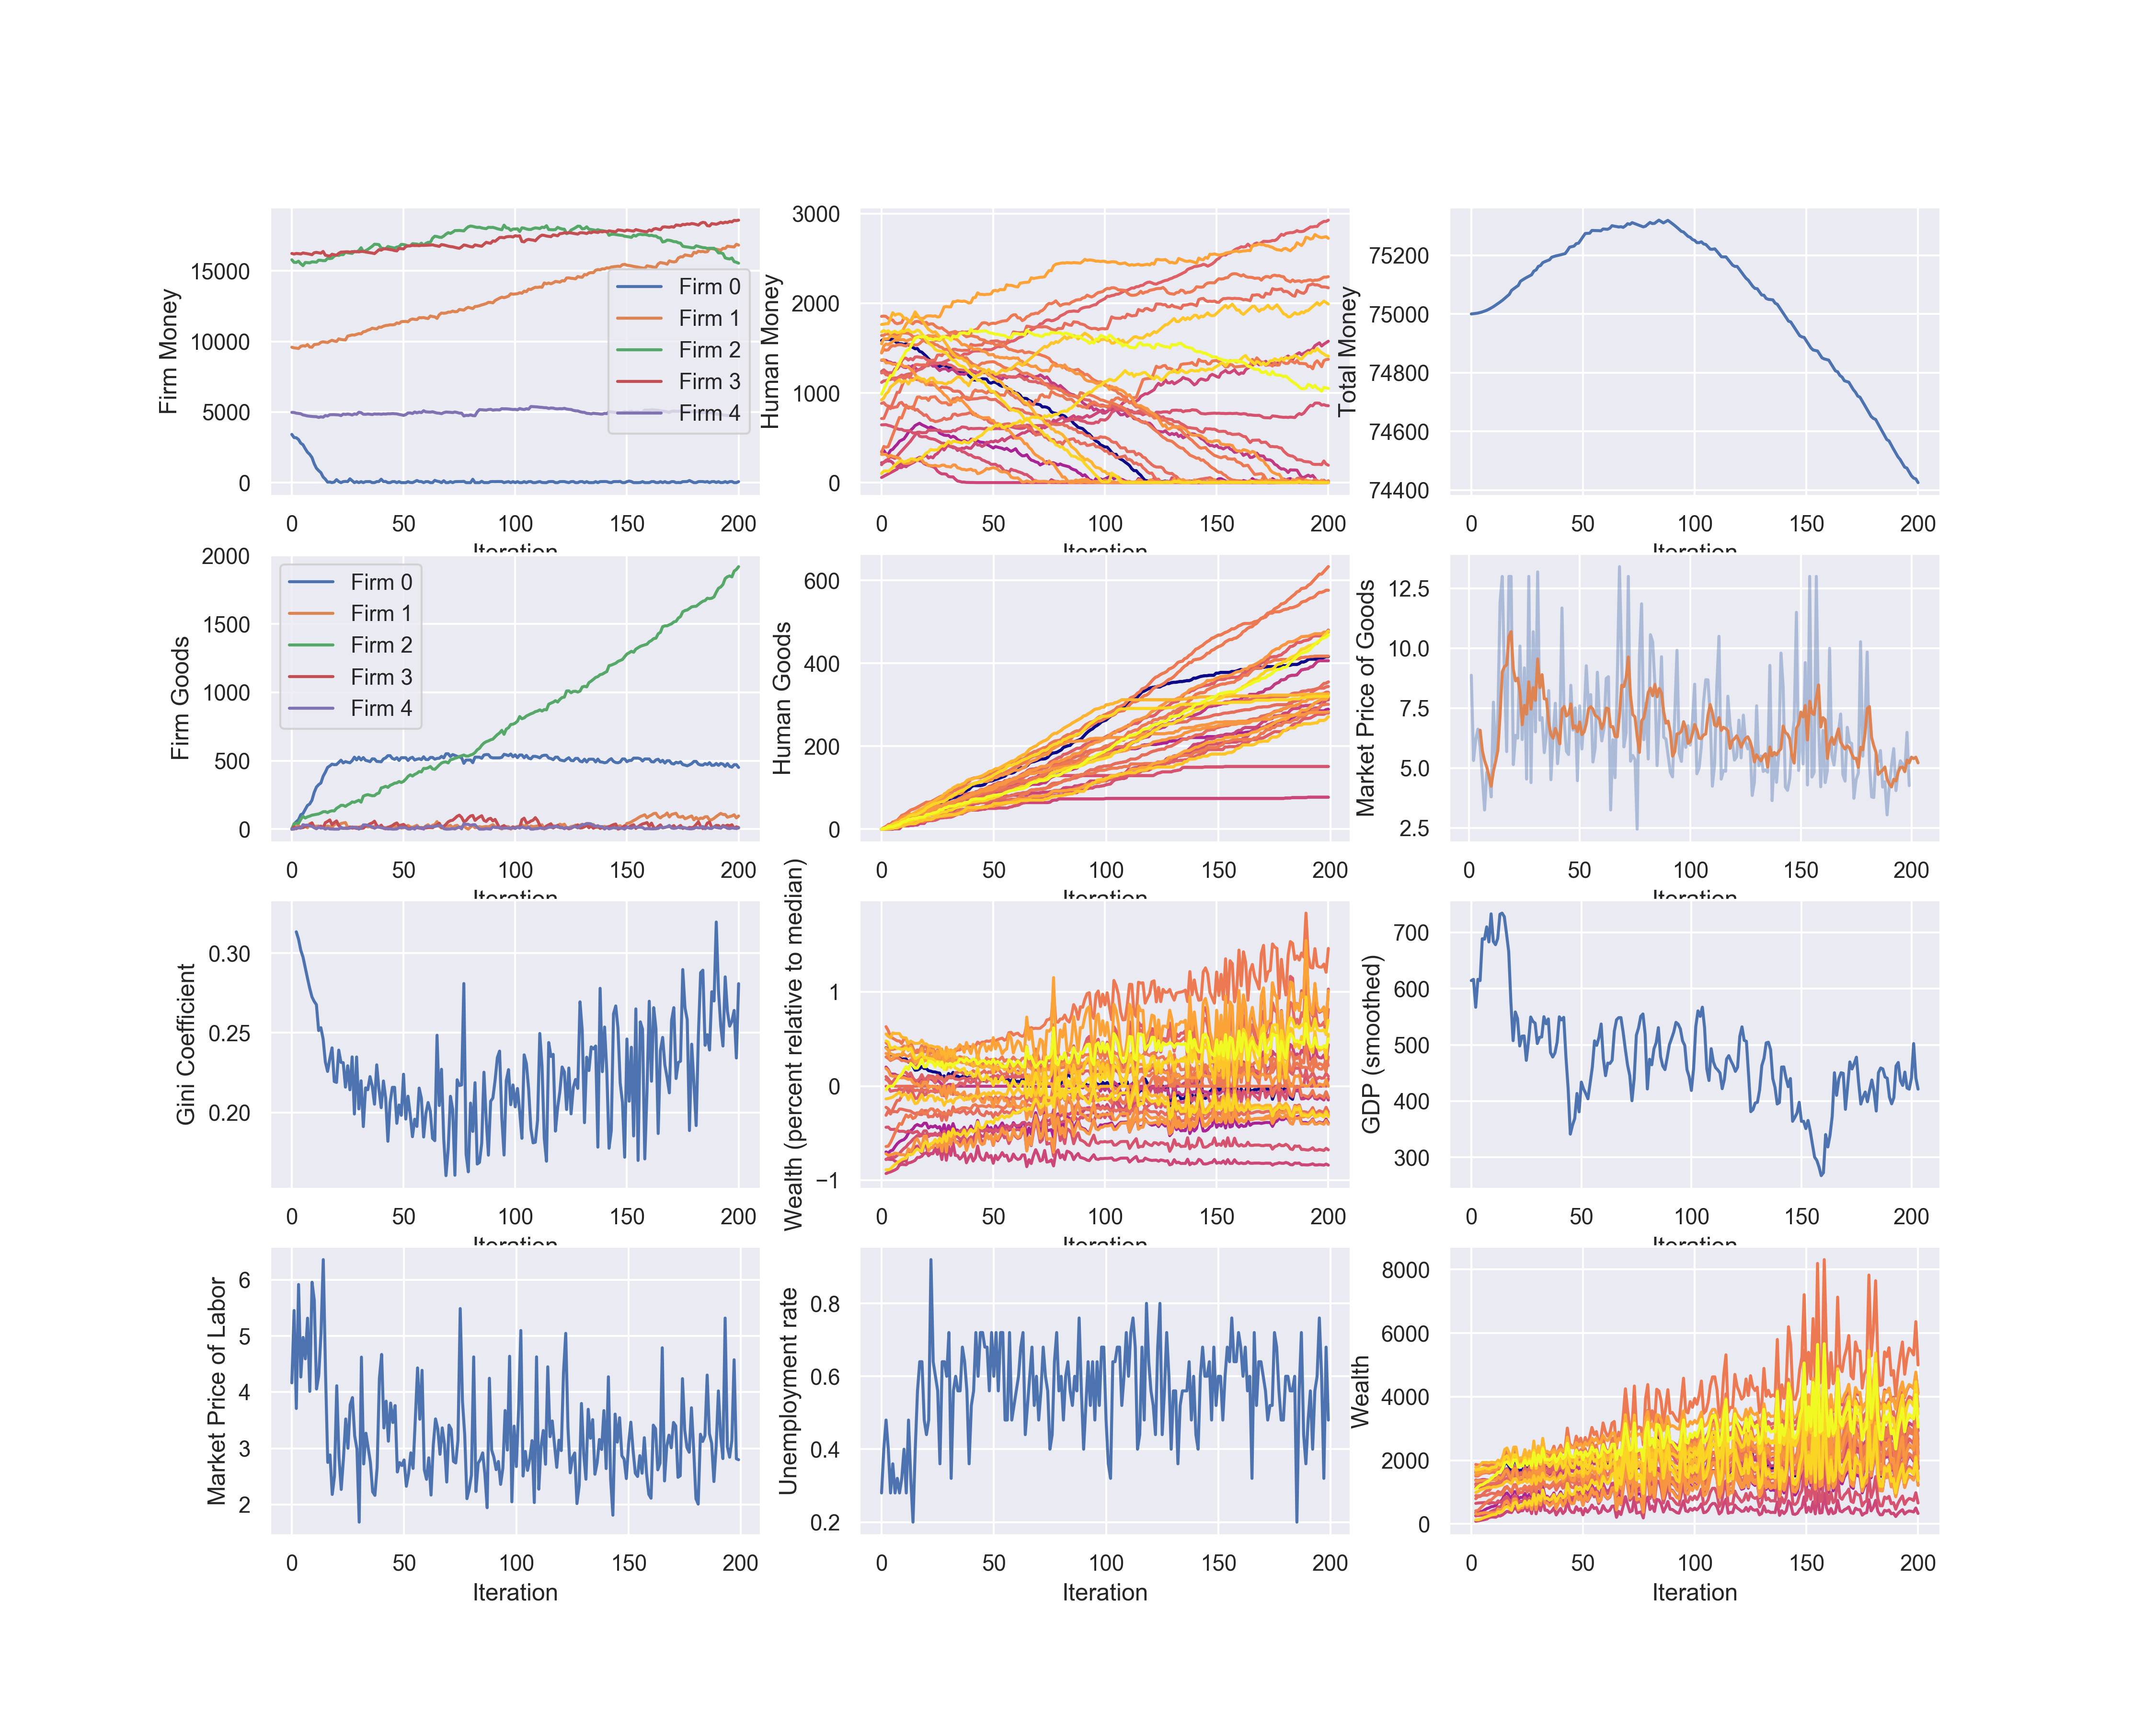 Firm Money
15000
10000
5000
0
0 50 100 150 200
Iteration
Firm 0
Firm 1
Firm 2
Firm 3
Firm 4
Human Money
3000
2000
1000
0
0 50 100 150 200
Iteration
Total Money
75200
75000
74800
74600
74400
0 50 100 150 200
Iteration
Firm Goods
2000
1500
1000
500
0
0 50 100 150 200
Iteration
Firm 0
Firm 1
Firm 2
Firm 3
Firm 4
Human Goods
600
400
200
0
0 50 100 150 200
Iteration
Market Price of Goods
12.5
10.0
7.5
5.0
2.5
0 50 100 150 200
Iteration
Gini Coefficient
0.30
0.25
0.20
0 50 100 150 200
Iteration
Wealth (percent relative to median)
1
0
−1
0 50 100 150 200
Iteration
GDP (smoothed)
700
600
500
400
300
0 50 100 150 200
Iteration
Market Price of Labor
6
5
4
3
2
0 50 100 150 200
Iteration
Unemployment rate
0.8
0.6
0.4
0.2
0 50 100 150 200
Iteration
Wealth
8000
6000
4000
2000
0
0 50 100 150 200
Iteration